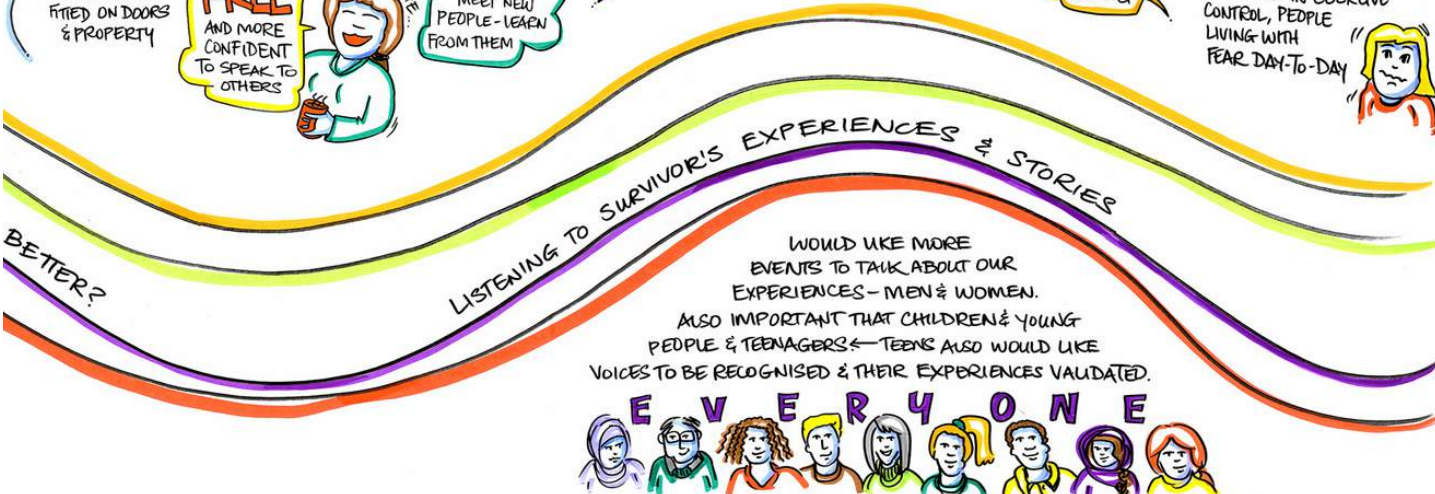 FITTED ON DOORS
& PROPERTY
FREE
AND MORE
CONFIDENT
TO SPEAK TO
OTHERS
MEET NEW
PEOPLE - LEARN
FROM THEM
CONTROL, PEOPLE
LIVING WITH
FEAR DAY-TO-DAY
BETTER?
LISTENING TO SURVIVOR'S EXPERIENCES & STORIES
WOULD LIKE MORE
EVENTS TO TALK ABOUT OUR
EXPERIENCES - MEN & WOMEN.
ALSO IMPORTANT THAT CHILDREN & YOUNG
PEOPLE & TEENAGERS ← TEENS ALSO WOULD LIKE
VOICES TO BE RECOGNISED & THEIR EXPERIENCES VALIDATED.
EVERYONE